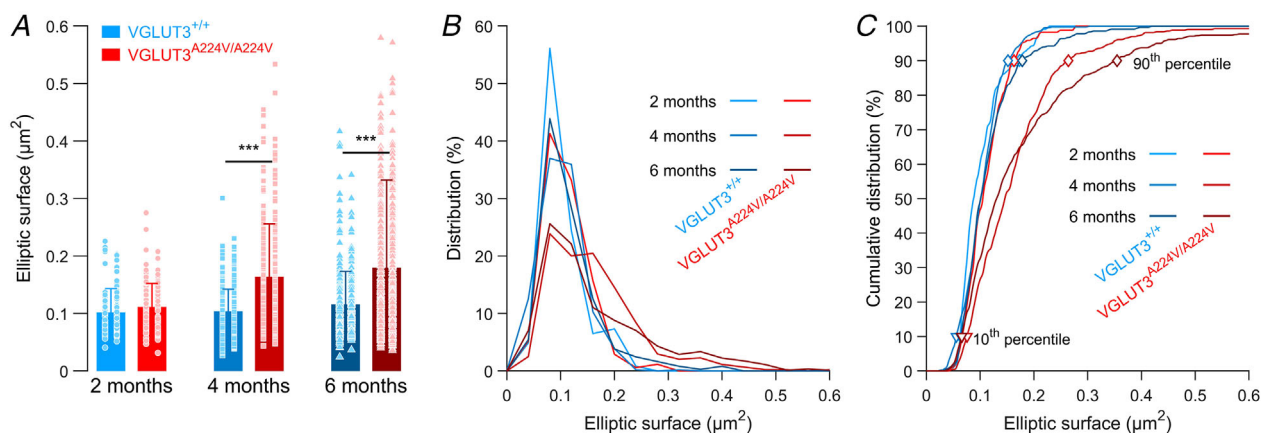 A
Elliptic surface (μm²)
0.6
0.5
0.4
0.3
0.2
0.1
0
VGLUT3+/+
VGLUT3A224V/A224V
***
***
2 months
4 months
6 months
B
Distribution (%)
60
50
40
30
20
10
0
2 months
4 months
6 months
VGLUT3+/+
VGLUT3A224V/A224V
0 0.1 0.2 0.3 0.4 0.5 0.6
Elliptic surface (μm²)
C
Cumulative distribution (%)
100
90
80
70
60
50
40
30
20
10
0
90th percentile
2 months
4 months
6 months
VGLUT3+/+
VGLUT3A224V/A224V
10th percentile
0 0.1 0.2 0.3 0.4 0.5 0.6
Elliptic surface (μm²)